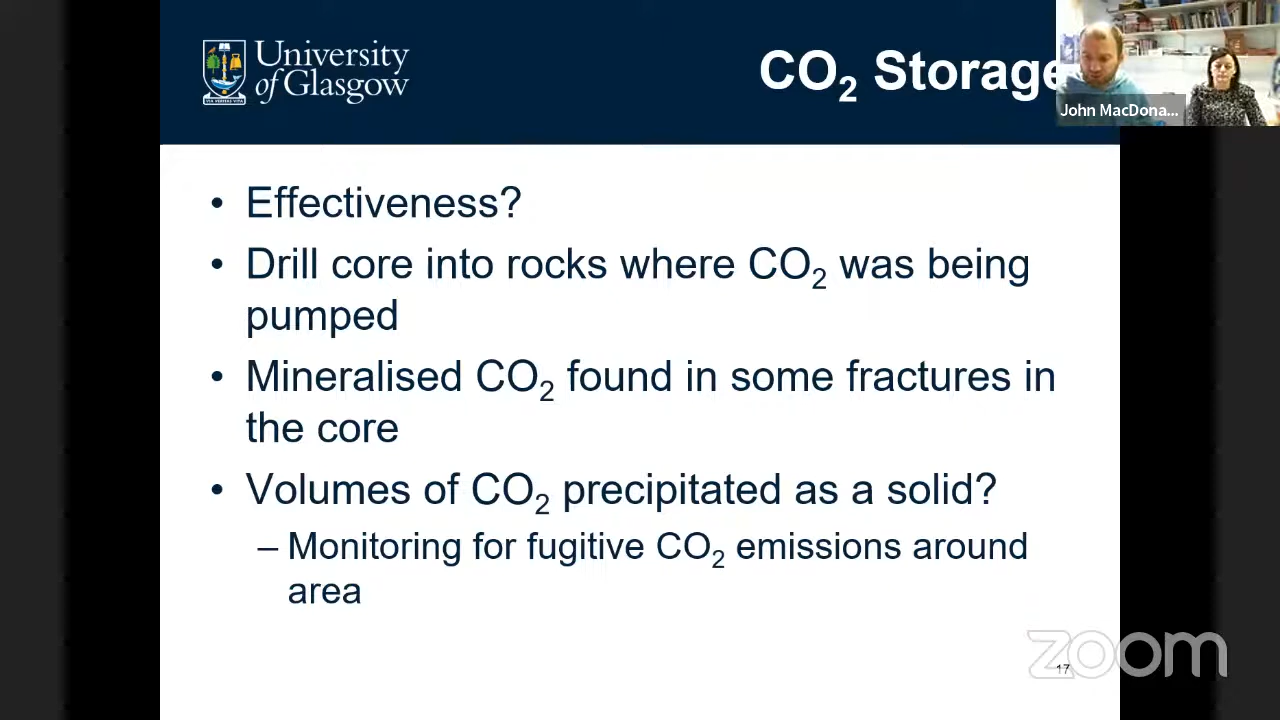 University
of Glasgow
CO2 Storage
John MacDona...
• Effectiveness?
• Drill core into rocks where CO2 was being
pumped
• Mineralised CO2 found in some fractures in
the core
• Volumes of CO2 precipitated as a solid?
– Monitoring for fugitive CO2 emissions around
area
zoom
17